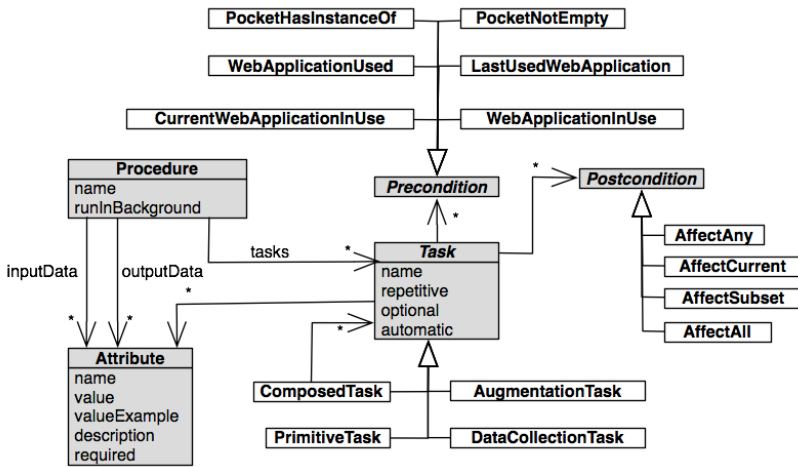 PocketHasInstanceOf
PocketNotEmpty
WebApplicationUsed
LastUsedWebApplication
CurrentWebApplicationInUse
WebApplicationInUse
Procedure
name
runInBackground
Precondition
*
Postcondition
*
inputData
outputData
tasks
*
Task
name
repetitive
optional
automatic
AffectAny
AffectCurrent
AffectSubset
AffectAll
*
*
*
*
Attribute
name
value
valueExample
description
required
ComposedTask
AugmentationTask
PrimitiveTask
DataCollectionTask